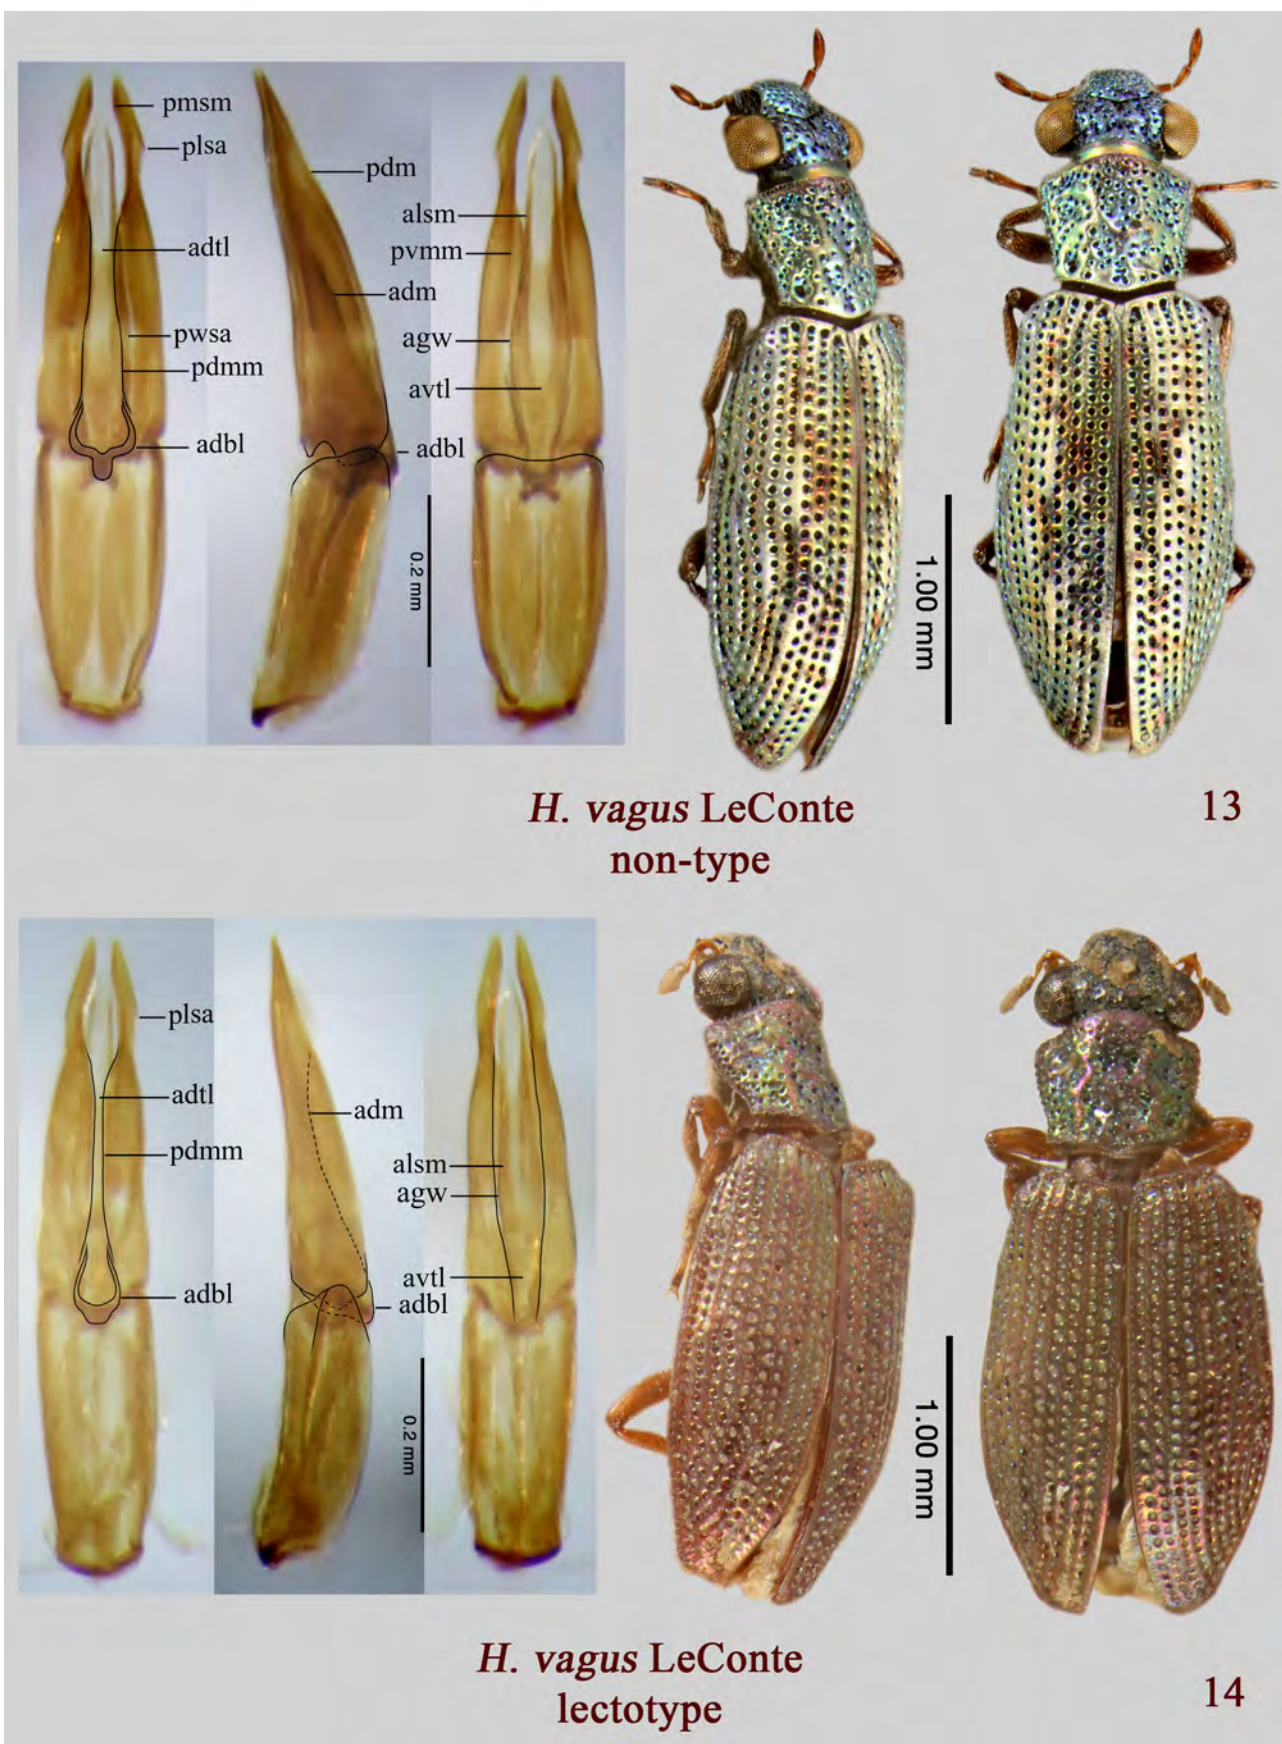 pmsm
plsa
pdm
alsm
adtl
pvmm
adm
pwsa
agw
pdmm
avtl
adbl
adbl
0.2 mm
1.00 mm
H. vagus LeConte
13
non-type
plsa
adtl
adm
pdmm
alsm
agw
avtl
adbl
adbl
0.2 mm
1.00 mm
H. vagus LeConte
lectotype
14